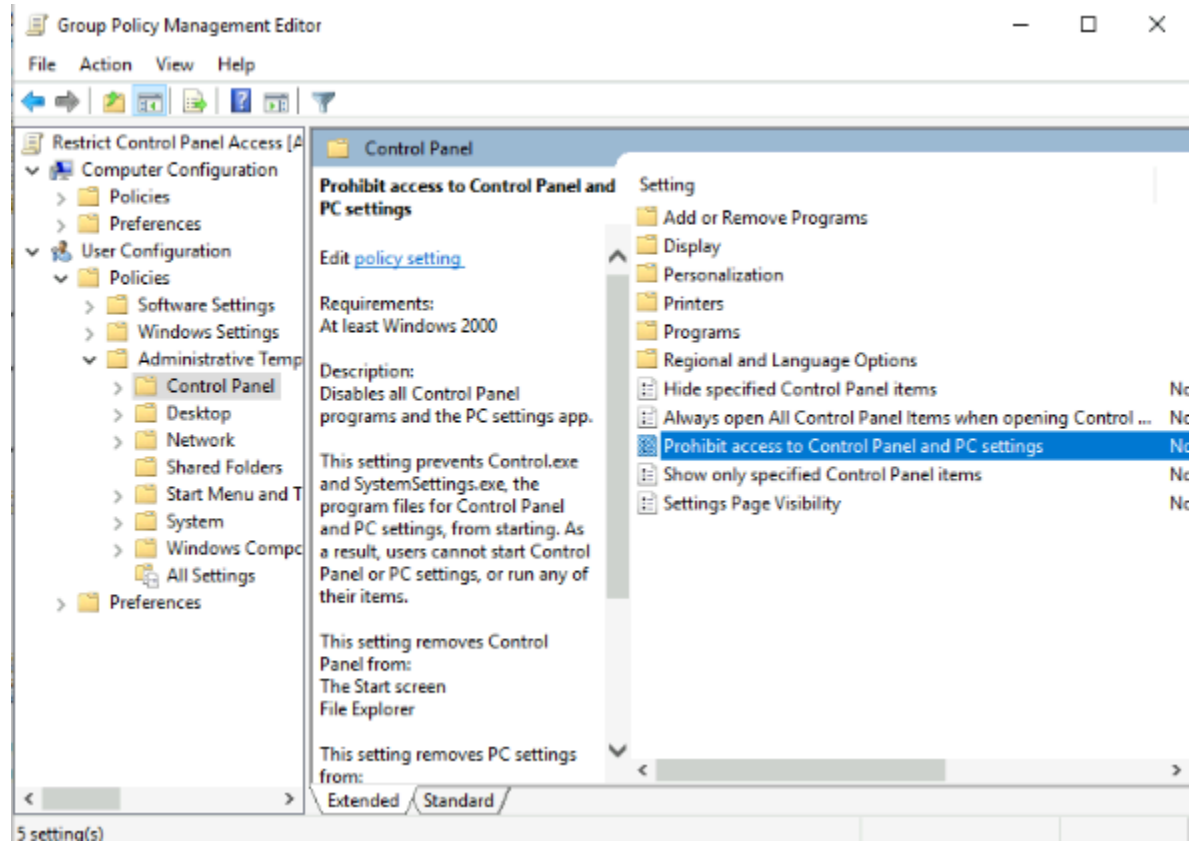 Group Policy Management Editor
File Action View Help
Restrict Control Panel Access [A
Computer Configuration
Policies
Preferences
User Configuration
Policies
Software Settings
Windows Settings
Administrative Temp
Control Panel
Desktop
Network
Shared Folders
Start Menu and T
System
Windows Compc
All Settings
Preferences
Control Panel
Prohibit access to Control Panel and
PC settings
Edit policy setting
Requirements:
At least Windows 2000
Description:
Disables all Control Panel
programs and the PC settings app.
This setting prevents Control.exe
and SystemSettings.exe, the
program files for Control Panel
and PC settings, from starting. As
a result, users cannot start Control
Panel or PC settings, or run any of
their items.
This setting removes Control
Panel from:
The Start screen
File Explorer
This setting removes PC settings
from:
Setting
Add or Remove Programs
Display
Personalization
Printers
Programs
Regional and Language Options
Hide specified Control Panel items No
Always open All Control Panel Items when opening Control ... No
Prohibit access to Control Panel and PC settings No
Show only specified Control Panel items No
Settings Page Visibility No
Extended Standard
5 setting(s)